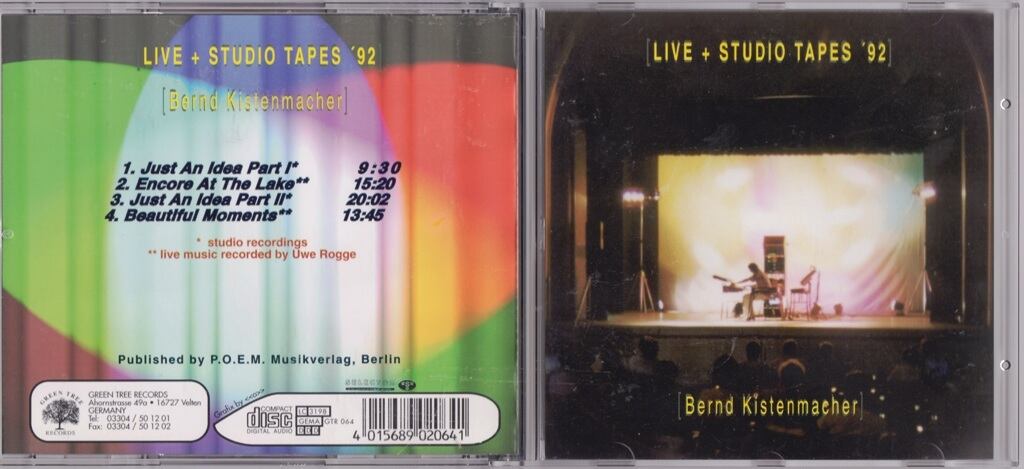 [LIVE + STUDIO TAPES ´92]
[Bernd Kistenmacher]
1. Just An Idea Part I* 9:30
2. Encore At The Lake** 15:20
3. Just An Idea Part II* 20:02
4. Beautiful Moments** 13:45
* studio recordings
** live music recorded by Uwe Rogge
Published by P.O.E.M. Musikverlag, Berlin
GREEN TREE
RECORDS
GREEN TREE RECORDS
Ahornstrasse 49a • 16727 Velten
GERMANY
Tel: 03304 / 50 12 01
Fax: 03304 / 50 12 02
Grafix by <co>
COMPACT
disc
DIGITAL AUDIO
LC 3198
GEMA GTR 064
4 015689 020641
[LIVE + STUDIO TAPES ´92]
[Bernd Kistenmacher]